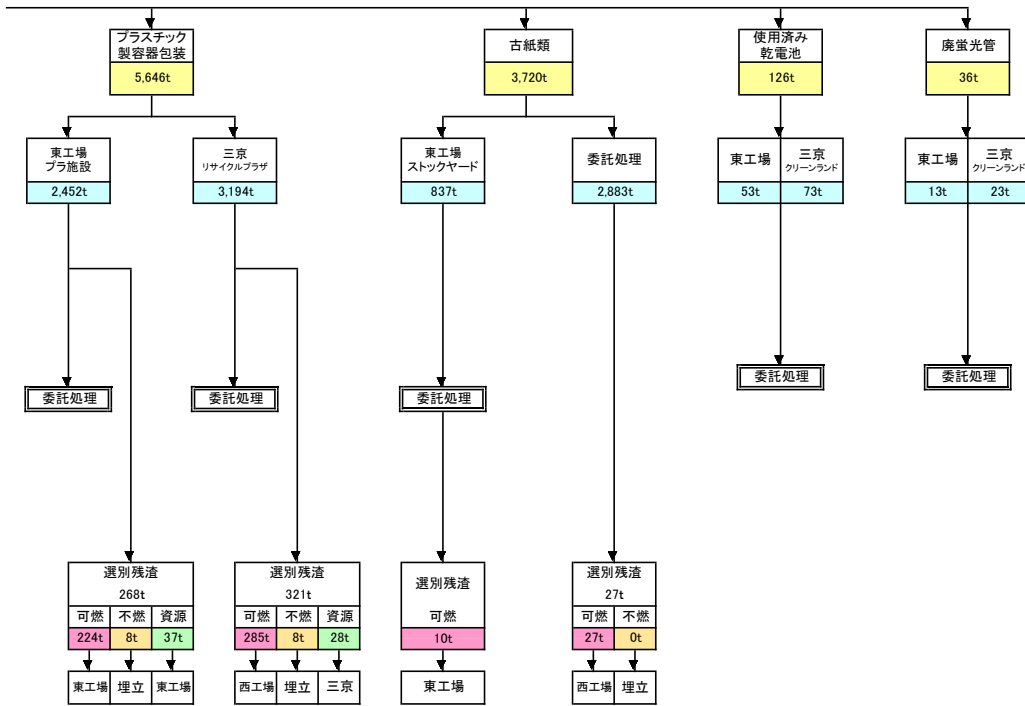 プラスチック
製容器包装
5,646t
古紙類
3,720t
使用済み
乾電池
126t
廃蛍光管
36t
東工場
プラ施設
2,452t
三京
リサイクルプラザ
3,194t
東工場
ストックヤード
837t
委託処理
2,883t
東工場
53t
三京
クリーンランド
73t
東工場
13t
三京
クリーンランド
23t
委託処理
委託処理
委託処理
委託処理
委託処理
選別残渣
268t
可燃 不燃 資源
224t 8t 37t
東工場 埋立 東工場
選別残渣
321t
可燃 不燃 資源
285t 8t 28t
西工場 埋立 三京
選別残渣
可燃
10t
東工場
選別残渣
27t
可燃 不燃
27t 0t
西工場 埋立